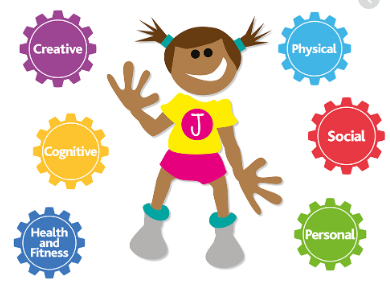 Creative
Physical
Cognitive
J
Social
Health
and
Fitness
Personal